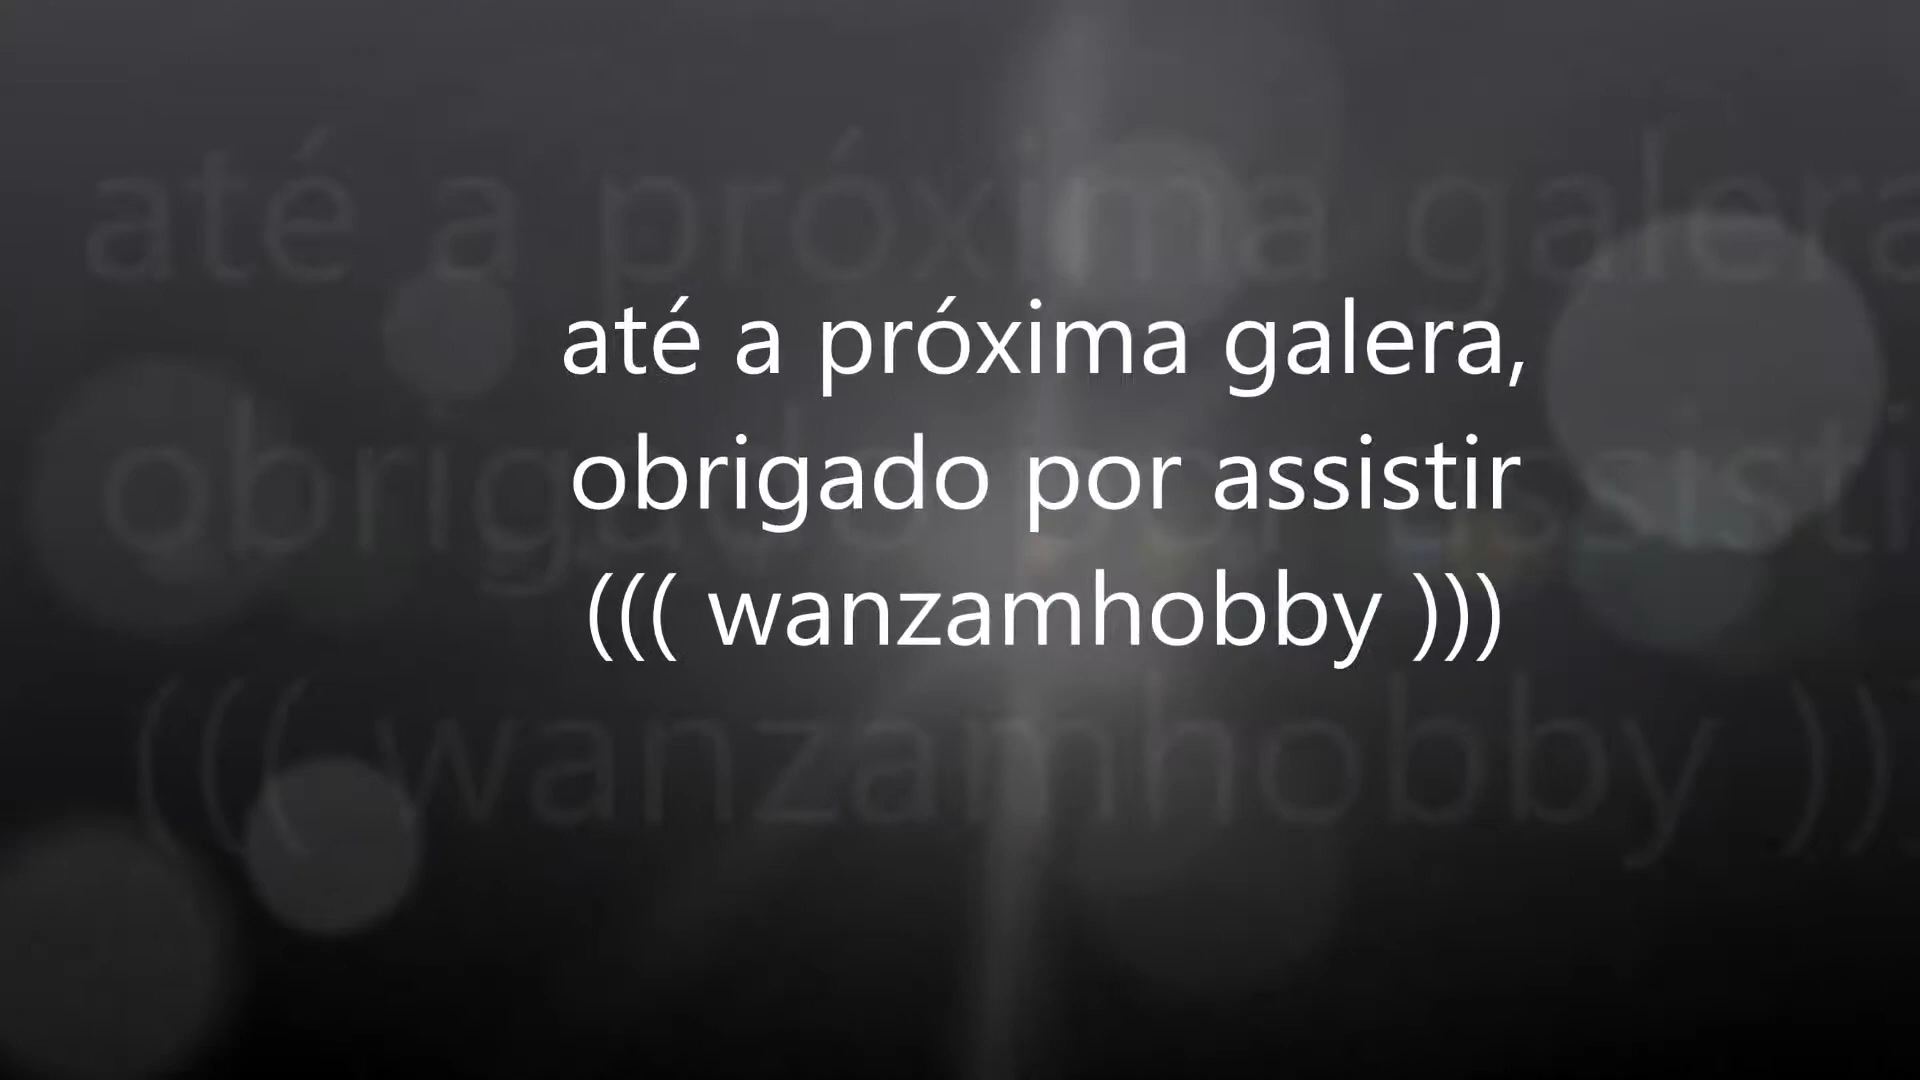 até a próxima galera,
obrigado por assistir
((( wanzamhobby )))